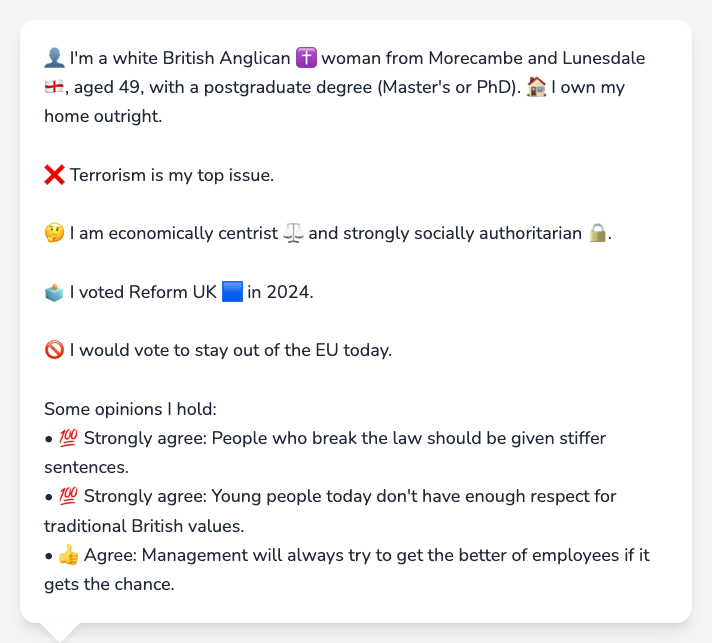 👤 I'm a white British Anglican ✝️ woman from Morecambe and Lunesdale
🏴󠁧󠁢󠁥󠁮󠁧󠁿, aged 49, with a postgraduate degree (Master's or PhD). 🏠 I own my
home outright.
❌ Terrorism is my top issue.
🤔 I am economically centrist ⚖️ and strongly socially authoritarian 🔒.
🗳️ I voted Reform UK 🟦 in 2024.
🚫 I would vote to stay out of the EU today.
Some opinions I hold:
• 💯 Strongly agree: People who break the law should be given stiffer
sentences.
• 💯 Strongly agree: Young people today don't have enough respect for
traditional British values.
• 👍 Agree: Management will always try to get the better of employees if it
gets the chance.